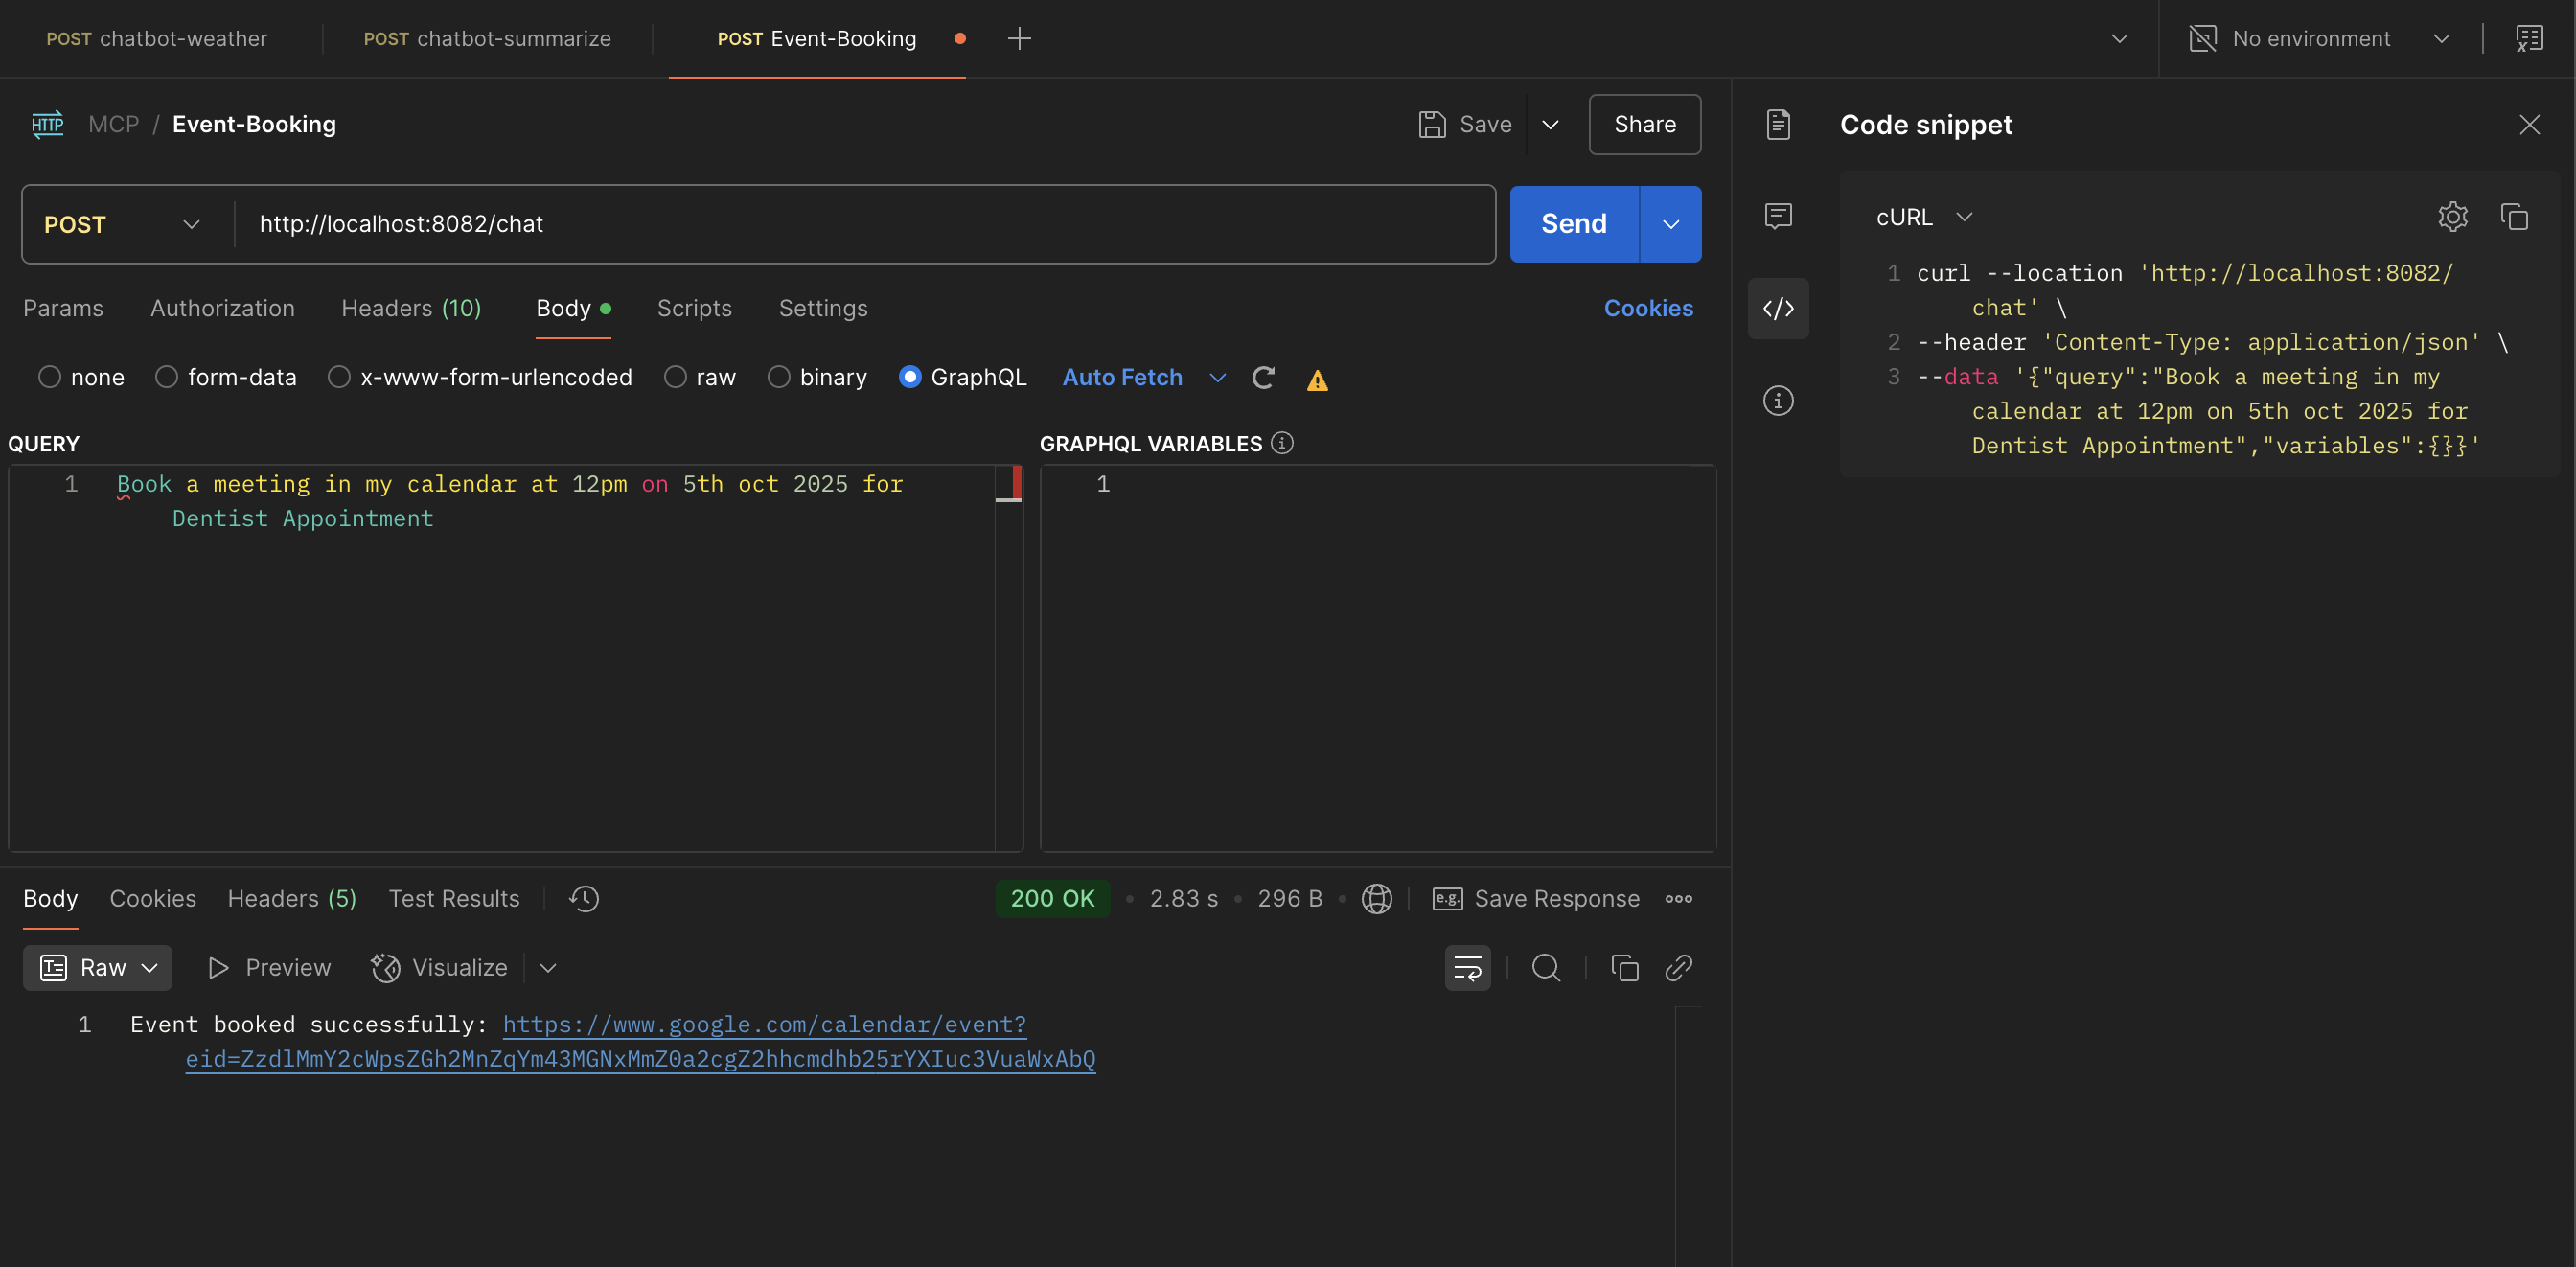 POST chatbot-weather
POST chatbot-summarize
POST Event-Booking
No environment
HTTP MCP / Event-Booking
Save
Share
POST
http://localhost:8082/chat
Send
Params
Authorization
Headers (10)
Body
Scripts
Settings
Cookies
none
form-data
x-www-form-urlencoded
raw
binary
GraphQL
Auto Fetch
QUERY
1 Book a meeting in my calendar at 12pm on 5th oct 2025 for
Dentist Appointment
GRAPHQL VARIABLES
1
Body
Cookies
Headers (5)
Test Results
200 OK
2.83 s
296 B
e.g. Save Response
Raw
Preview
Visualize
1 Event booked successfully: https://www.google.com/calendar/event?
eid=ZzdlMmY2cWpsZGh2MnZqYm43MGNxMmZ0a2cgZ2hhcmdhb25rYXIuc3VuaWxAbQ
Code snippet
cURL
1 curl --location 'http://localhost:8082/
chat' \
2 --header 'Content-Type: application/json' \
3 --data '{"query":"Book a meeting in my
calendar at 12pm on 5th oct 2025 for
Dentist Appointment","variables":{}}'